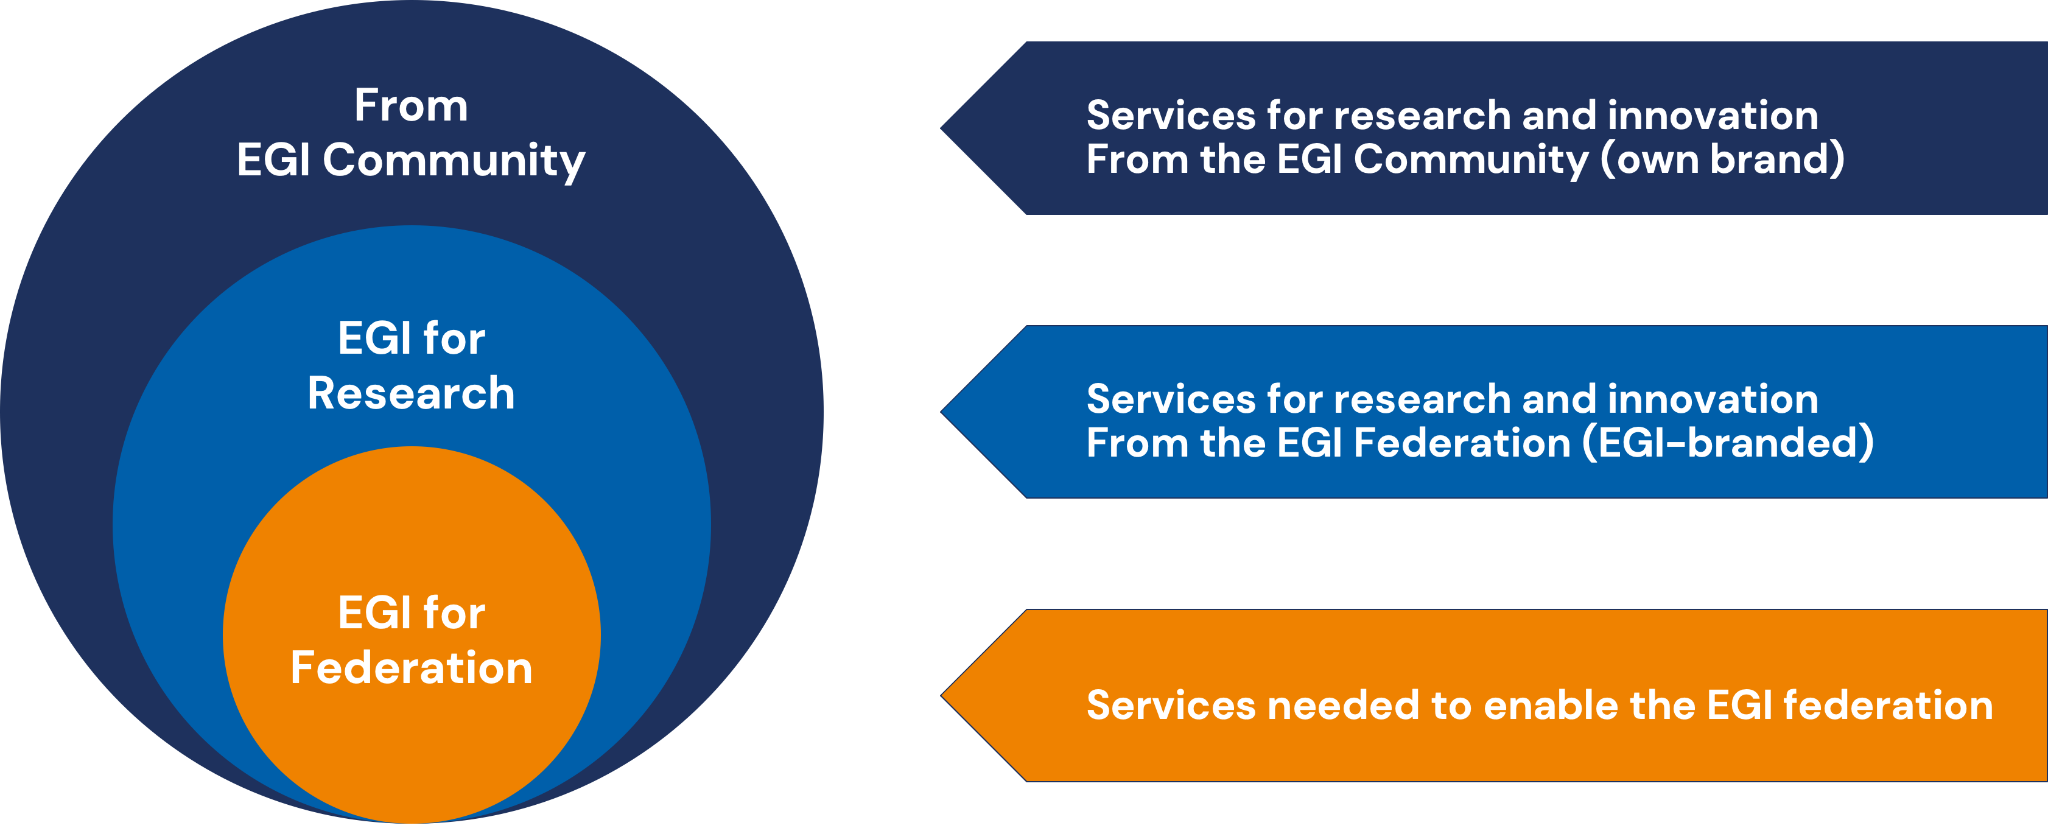 From
EGI Community
Services for research and innovation
From the EGI Community (own brand)
EGI for
Research
Services for research and innovation
From the EGI Federation (EGI-branded)
EGI for
Federation
Services needed to enable the EGI federation